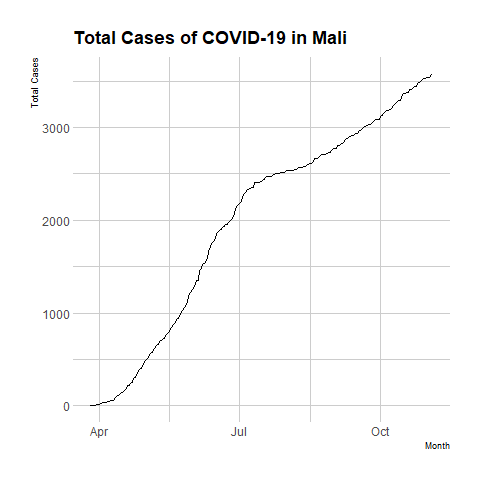 Total Cases of COVID-19 in Mali
Total Cases
3000
2000
1000
0
Apr Jul Oct
Month